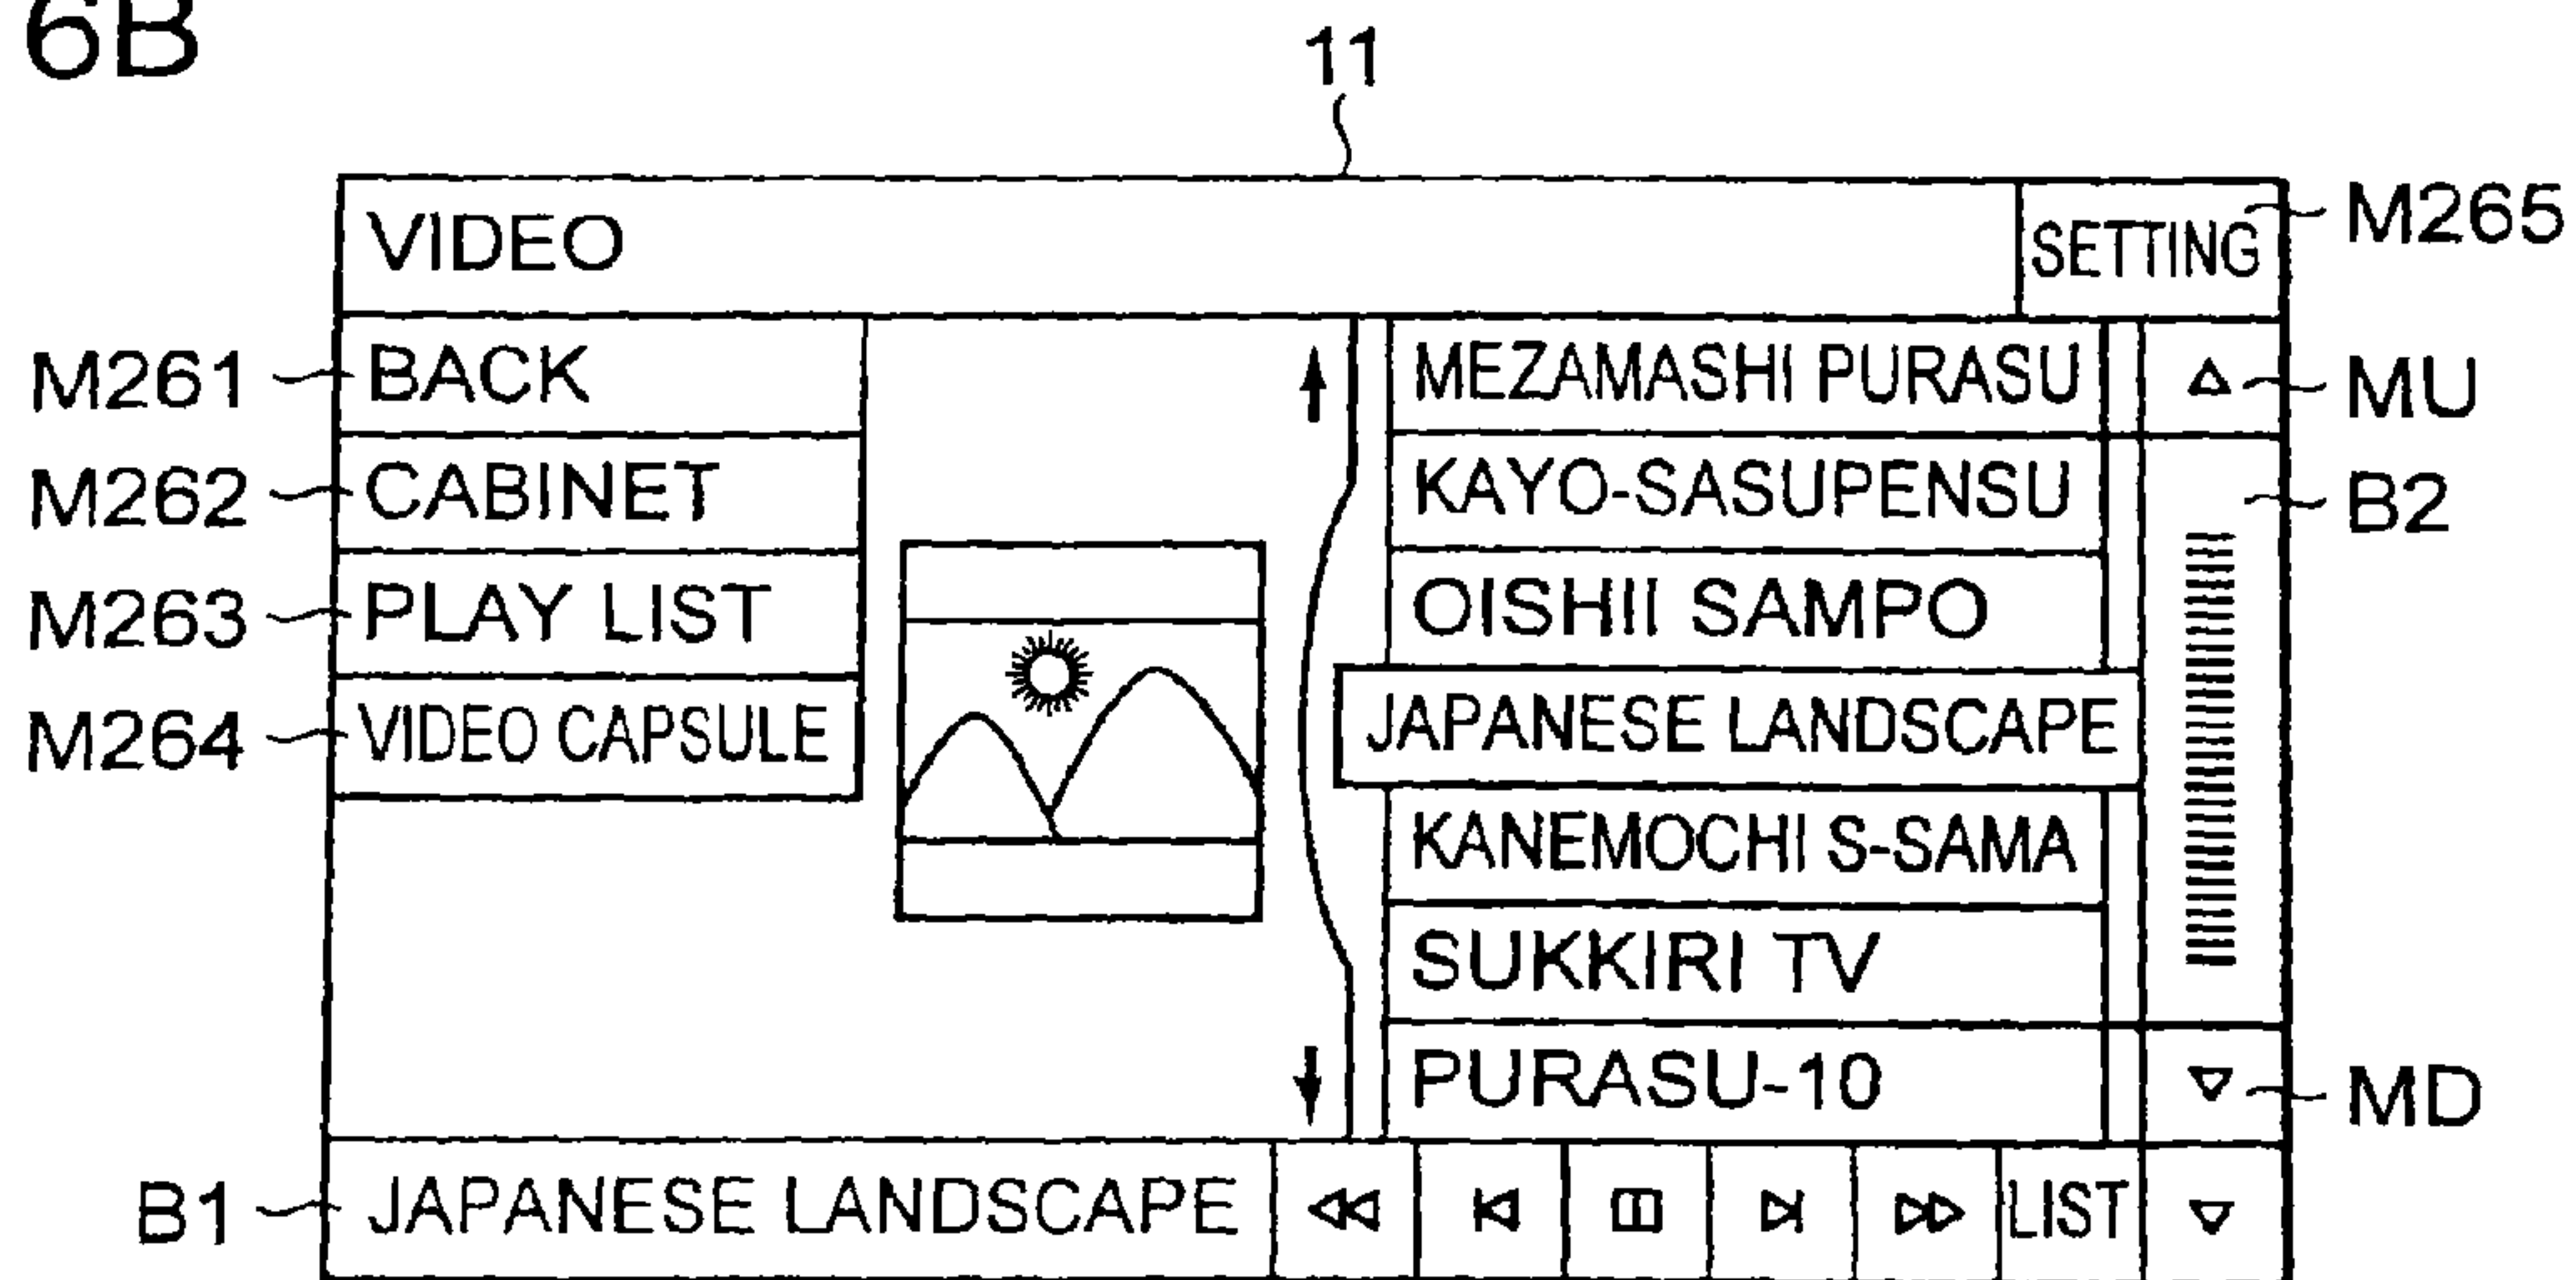 6B
11
VIDEO
SETTING
M265
M261
BACK
MEZAMASHI PURASU
MU
M262
CABINET
KAYO-SASUPENSU
B2
M263
PLAY LIST
OISHII SAMPO
M264
VIDEO CAPSULE
JAPANESE LANDSCAPE
KANEMOCHI S-SAMA
SUKKIRI TV
PURASU-10
MD
B1
JAPANESE LANDSCAPE
LIST